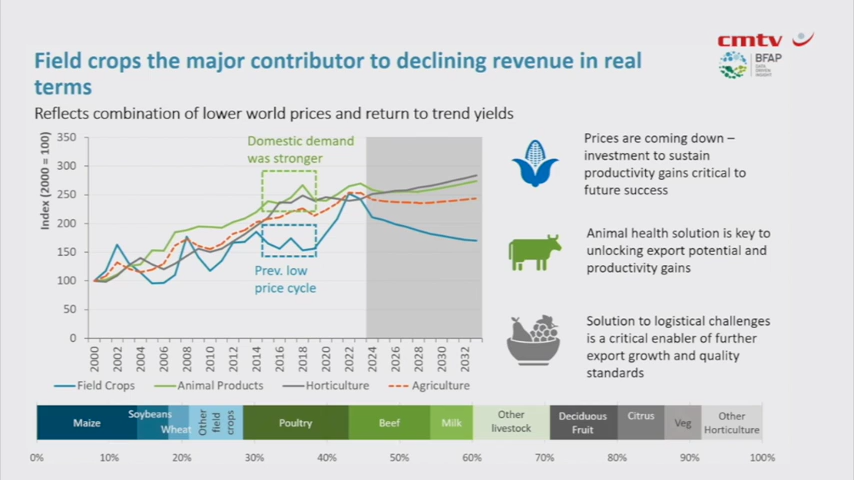 cmtv
BFAP
Field crops the major contributor to declining revenue in real
terms
Reflects combination of lower world prices and return to trend yields
Index (2000 = 100)
350
300
250
200
150
100
50
0
Domestic demand
was stronger
Prev. low
price cycle
2000
2002
2004
2006
2008
2010
2012
2014
2016
2018
2020
2022
2024
2026
2028
2030
2032
Field Crops
Animal Products
Horticulture
Agriculture
Prices are coming down –
investment to sustain
productivity gains critical to
future success
Animal health solution is key to
unlocking export potential and
productivity gains
Solution to logistical challenges
is a critical enabler of further
export growth and quality
standards
Maize
Soybeans
Wheat
Other
field
crops
Poultry
Beef
Milk
Other
livestock
Deciduous
Fruit
Citrus
Veg
Other
Horticulture
0%
10%
20%
30%
40%
50%
60%
70%
80%
90%
100%